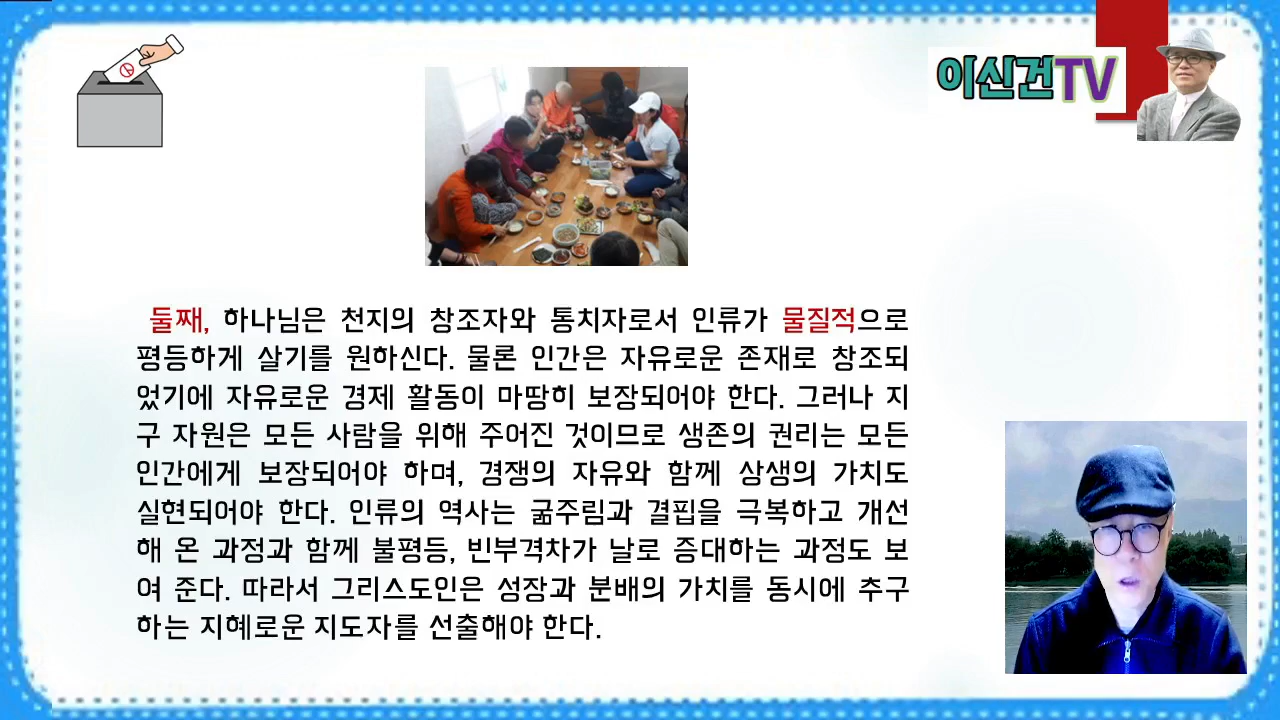 이신건TV
둘째, 하나님은 천지의 창조자와 통치자로서 인류가 물질적으로
평등하게 살기를 원하신다. 물론 인간은 자유로운 존재로 창조되
었기에 자유로운 경제 활동이 마땅히 보장되어야 한다. 그러나 지
구 자원은 모든 사람을 위해 주어진 것이므로 생존의 권리는 모든
인간에게 보장되어야 하며, 경쟁의 자유와 함께 상생의 가치도
실현되어야 한다. 인류의 역사는 굶주림과 결핍을 극복하고 개선
해 온 과정과 함께 불평등, 빈부격차가 날로 증대하는 과정도 보
여 준다. 따라서 그리스도인은 성장과 분배의 가치를 동시에 추구
하는 지혜로운 지도자를 선출해야 한다.